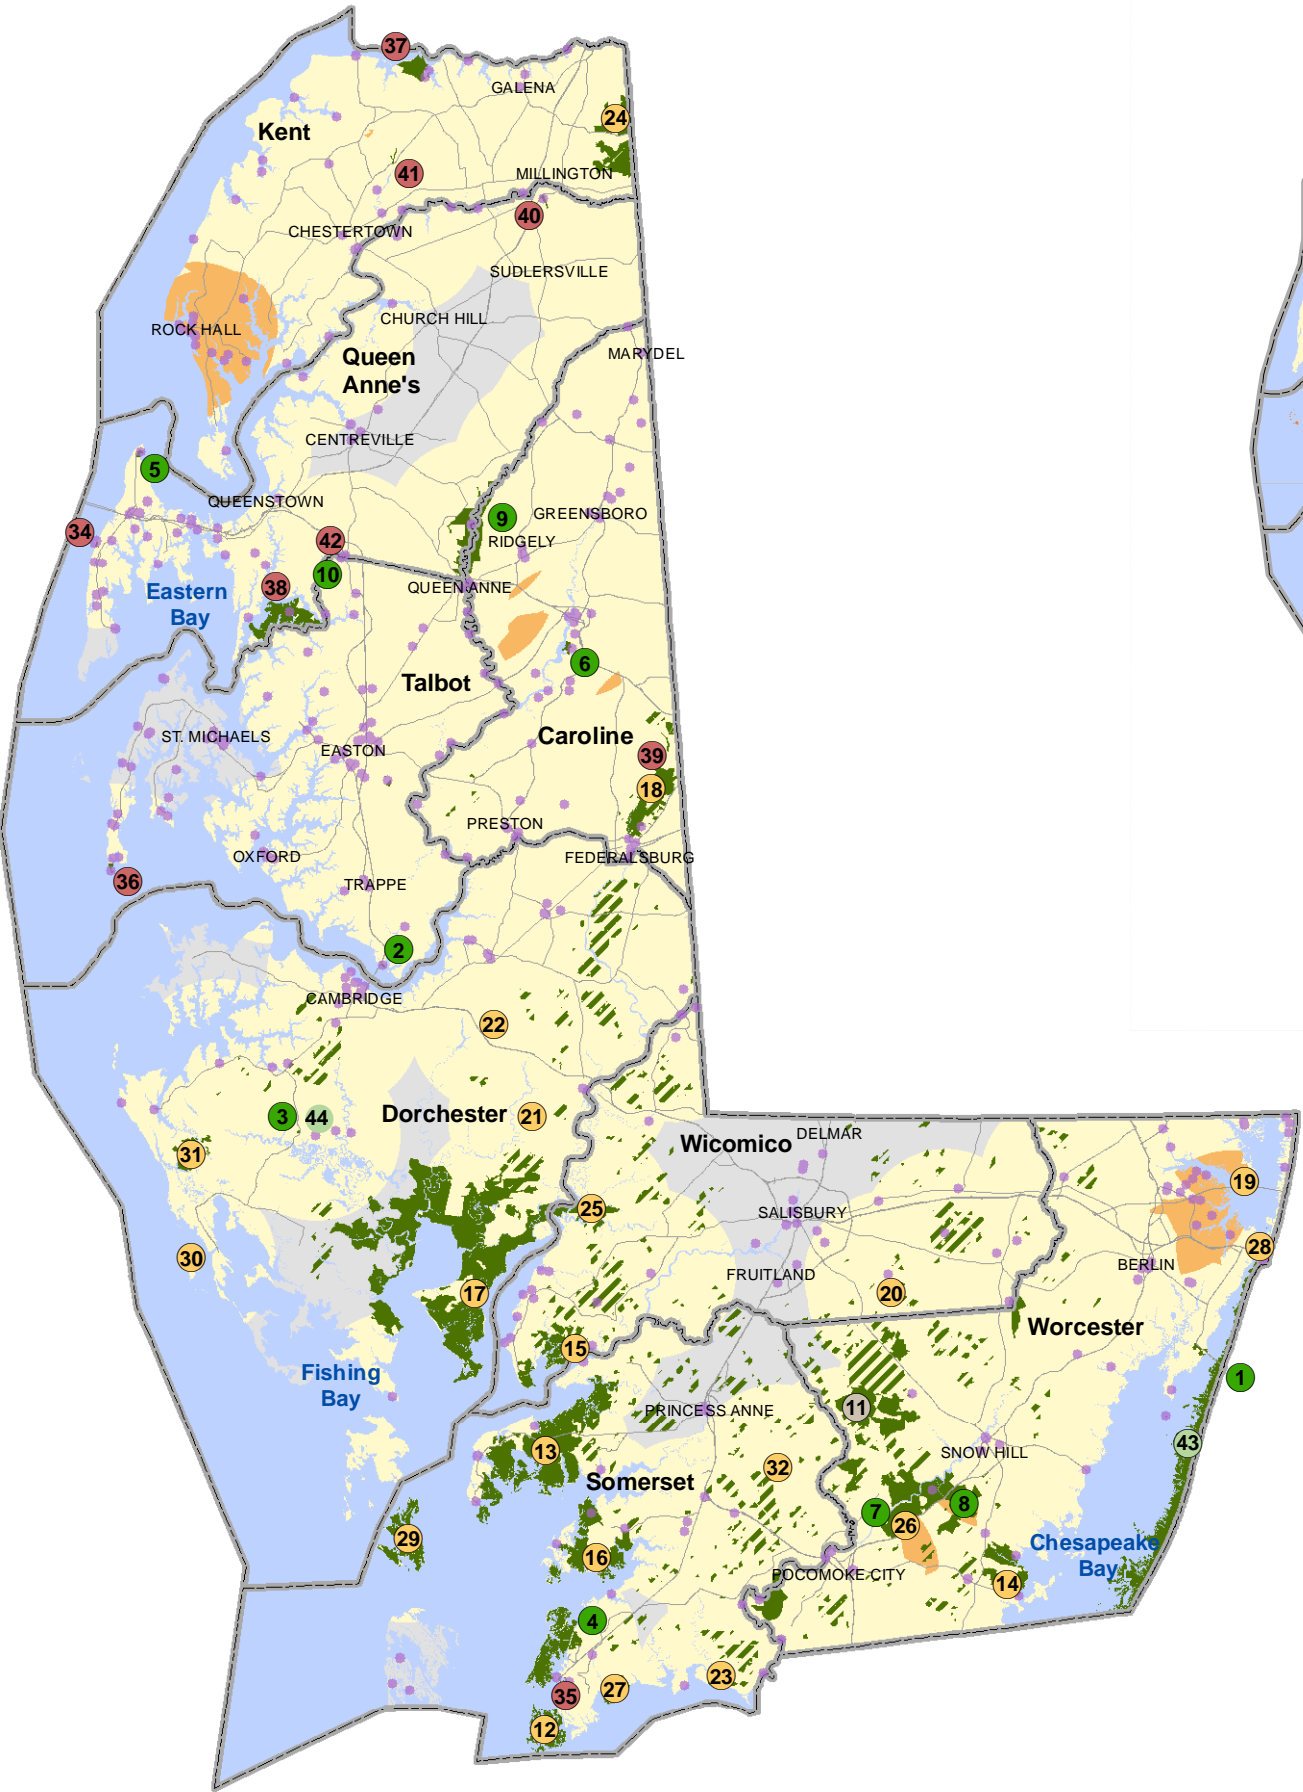 37
GALENA
24
Kent
41
MILLINGTON
40
CHESTERTOWN
SUDLERSVILLE
CHURCH HILL
ROCK HALL
Queen
Anne's
MARYDEL
CENTREVILLE
5
QUEENSTOWN
9
GREENSBORO
34
42
RIDGELY
10
38
QUEEN ANNE
Eastern
Bay
6
Talbot
ST. MICHAELS
Caroline
EASTON
39
18
PRESTON
OXFORD
FEDERALSBURG
36
TRAPPE
2
CAMBRIDGE
22
3
44
Dorchester
21
Wicomico
DELMAR
31
19
25
SALISBURY
30
28
BERLIN
FRUITLAND
17
20
Worcester
15
Fishing
Bay
1
11
PRINCESS ANNE
43
13
SNOW HILL
32
Somerset
8
7
26
29
Chesapeake
Bay
16
POCOMOKE CITY
14
4
23
27
35
12